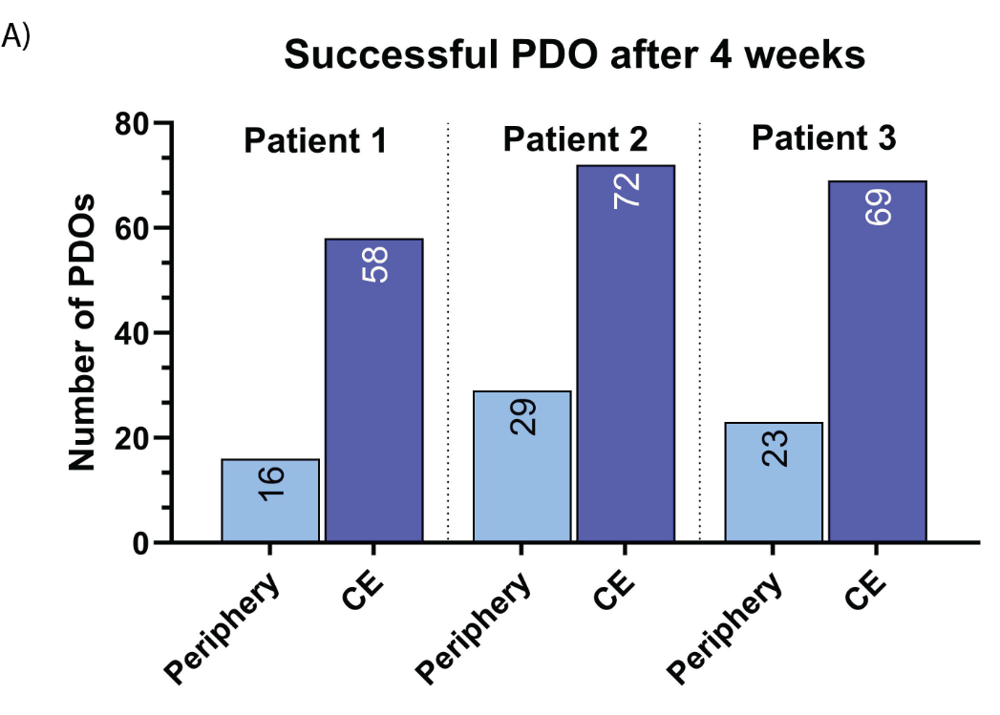 A)
Successful PDO after 4 weeks
Number of PDOs
80
60
40
20
0
Patient 1
Patient 2
Patient 3
16
58
29
72
23
69
Periphery
CE
Periphery
CE
Periphery
CE